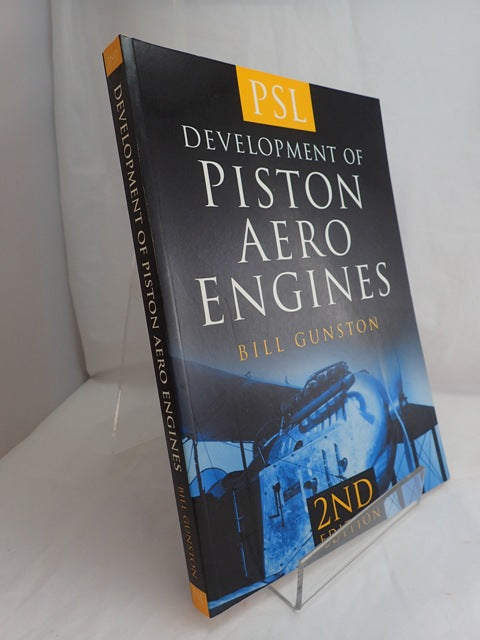 PSL
DEVELOPMENT OF
PISTON
AERO
ENGINES
BILL GUNSTON
2ND
EDITION
DEVELOPMENT OF PISTON AERO ENGINES BILL GUNSTON